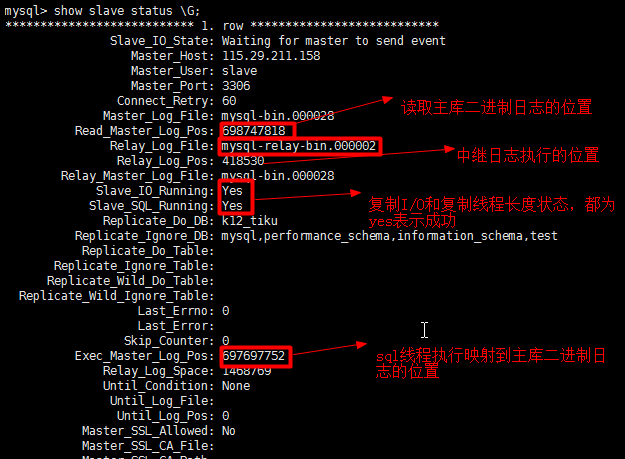 mysql> show slave status \G;
*************************** 1. row ***************************
Slave_IO_State: Waiting for master to send event
Master_Host: 115.29.211.158
Master_User: slave
Master_Port: 3306
Connect_Retry: 60
Master_Log_File: mysql-bin.000028
Read_Master_Log_Pos: 698747818
读取主库二进制日志的位置
Relay_Log_File: mysql-relay-bin.000002
Relay_Log_Pos: 418530
中继日志执行的位置
Relay_Master_Log_File: mysql-bin.000028
Slave_IO_Running: Yes
Slave_SQL_Running: Yes
复制I/O和复制线程长度状态，都为
yes表示成功
Replicate_Do_DB: k12_tiku
Replicate_Ignore_DB: mysql,performance_schema,information_schema,test
Replicate_Do_Table:
Replicate_Ignore_Table:
Replicate_Wild_Do_Table:
Replicate_Wild_Ignore_Table:
Last_Errno: 0
Last_Error:
Skip_Counter: 0
Exec_Master_Log_Pos: 697697752
sql线程执行映射到主库二进制日
志的位置
Relay_Log_Space: 1468769
Until_Condition: None
Until_Log_File:
Until_Log_Pos: 0
Master_SSL_Allowed: No
Master_SSL_CA_File: